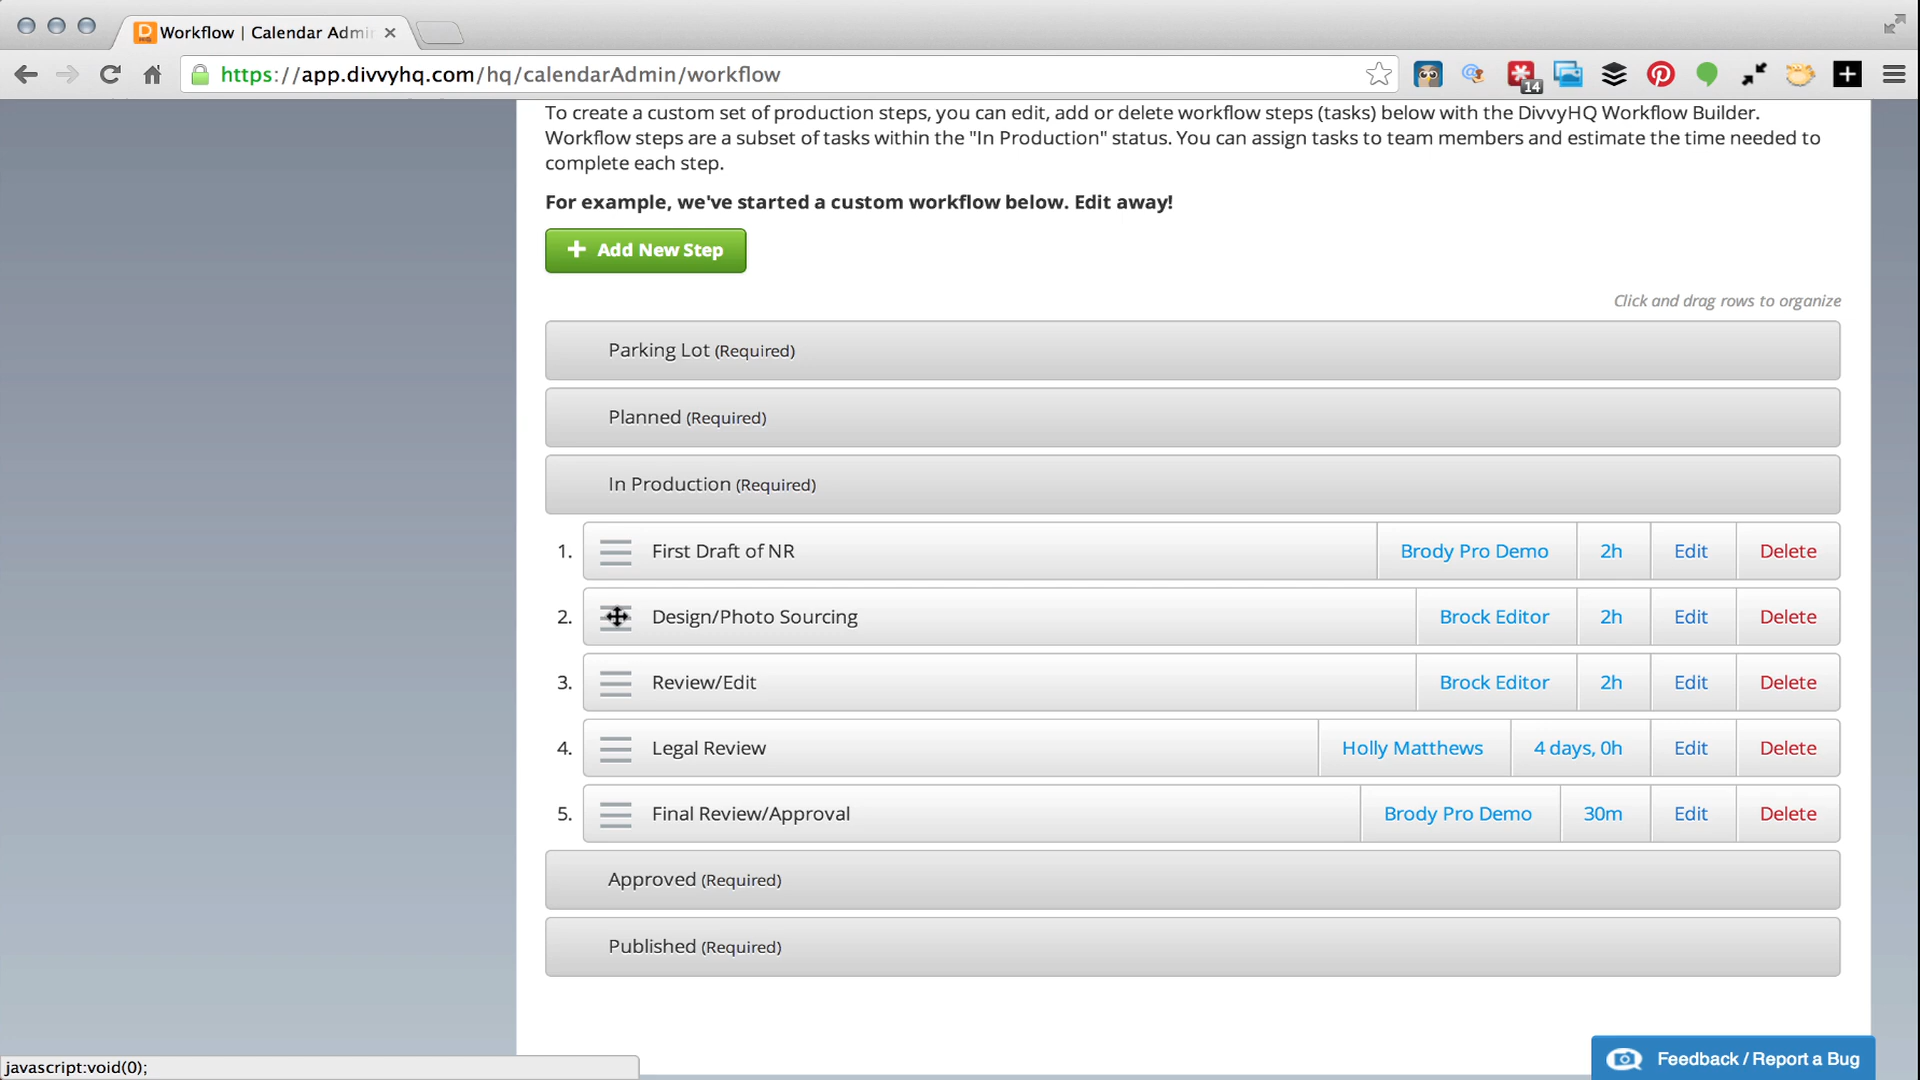 Workflow | Calendar Admin
https://app.divvyhq.com/hq/calendarAdmin/workflow
14
To create a custom set of production steps, you can edit, add or delete workflow steps (tasks) below with the DivvyHQ Workflow Builder.
Workflow steps are a subset of tasks within the "In Production" status. You can assign tasks to team members and estimate the time needed to
complete each step.
For example, we've started a custom workflow below. Edit away!
+ Add New Step
Click and drag rows to organize
Parking Lot (Required)
Planned (Required)
In Production (Required)
1. First Draft of NR Brody Pro Demo 2h Edit Delete
2. Design/Photo Sourcing Brock Editor 2h Edit Delete
3. Review/Edit Brock Editor 2h Edit Delete
4. Legal Review Holly Matthews 4 days, 0h Edit Delete
5. Final Review/Approval Brody Pro Demo 30m Edit Delete
Approved (Required)
Published (Required)
javascript:void(0);
Feedback / Report a Bug